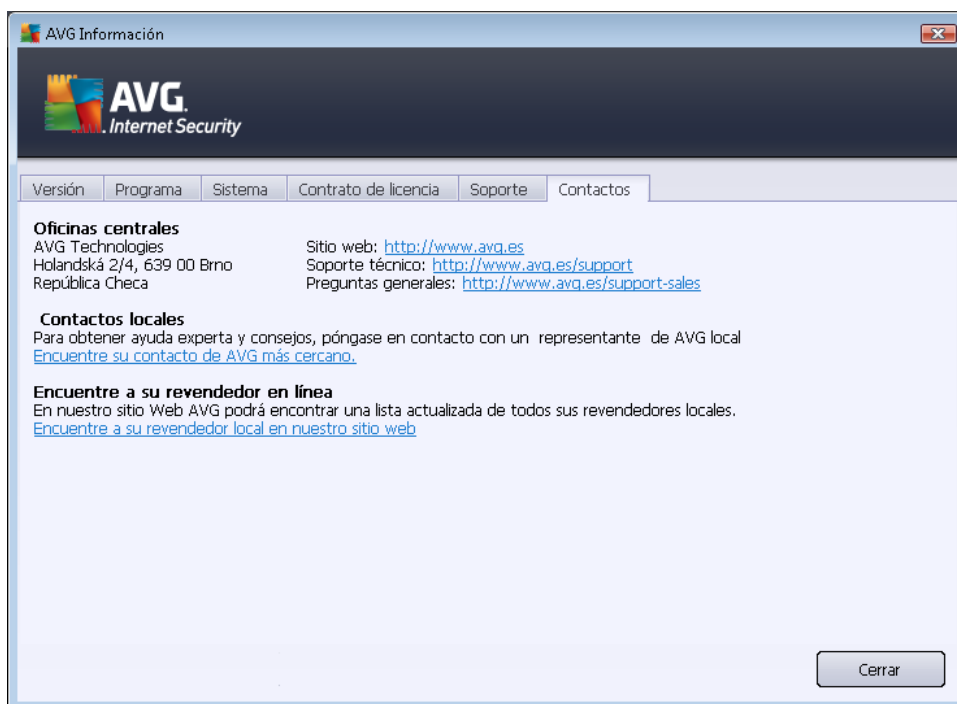 AVG Información
AVG.
Internet Security
Versión Programa Sistema Contrato de licencia Soporte Contactos
Oficinas centrales
AVG Technologies Sitio web: http://www.avg.es
Holandská 2/4, 639 00 Brno Soporte técnico: http://www.avg.es/support
República Checa Preguntas generales: http://www.avg.es/support-sales
Contactos locales
Para obtener ayuda experta y consejos, póngase en contacto con un representante de AVG local
Encuentre su contacto de AVG más cercano.
Encuentre a su revendedor en línea
En nuestro sitio Web AVG podrá encontrar una lista actualizada de todos sus revendedores locales.
Encuentre a su revendedor local en nuestro sitio web
Cerrar